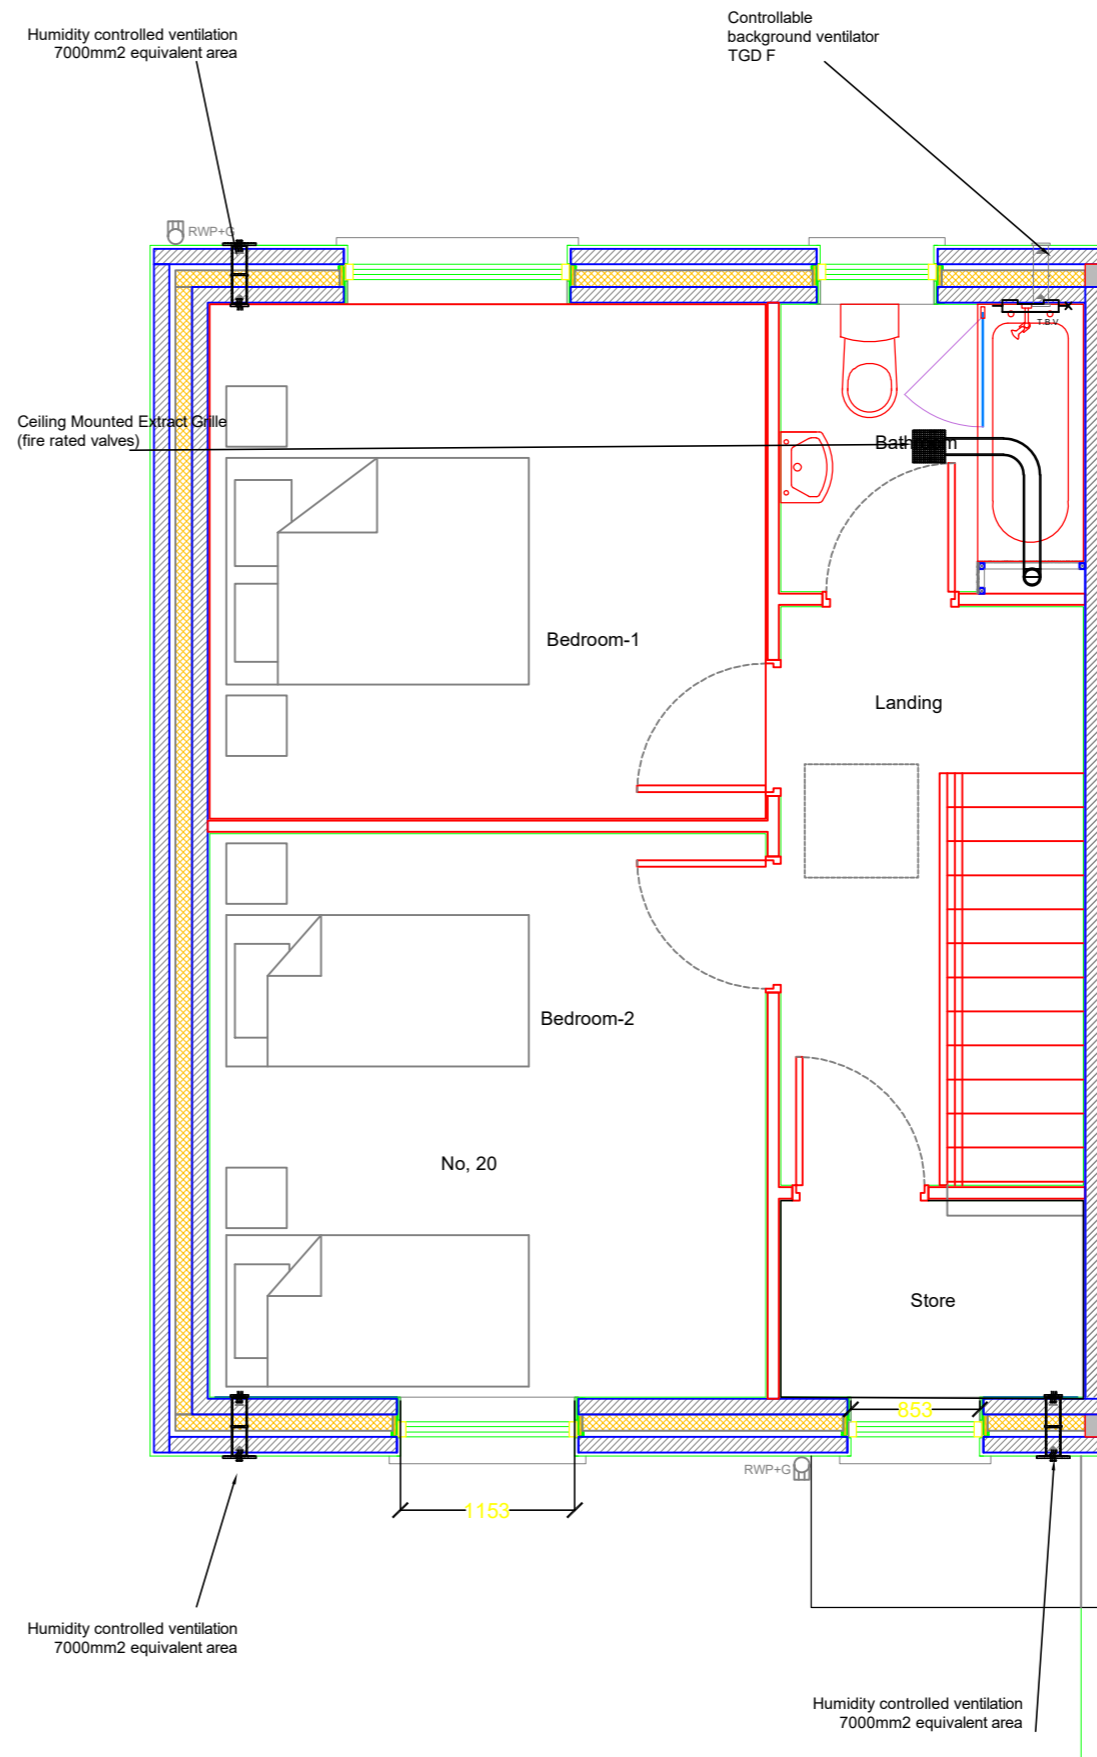 Humidity controlled ventilation
7000mm2 equivalent area
Controllable
background ventilator
TGD F
RWP+G
T.B.V
Ceiling Mounted Extract Grille
(fire rated valves)
Bathroom
Bedroom-1
Landing
Bedroom-2
No, 20
Store
853
RWP+G
1153
Humidity controlled ventilation
7000mm2 equivalent area
Humidity controlled ventilation
7000mm2 equivalent area